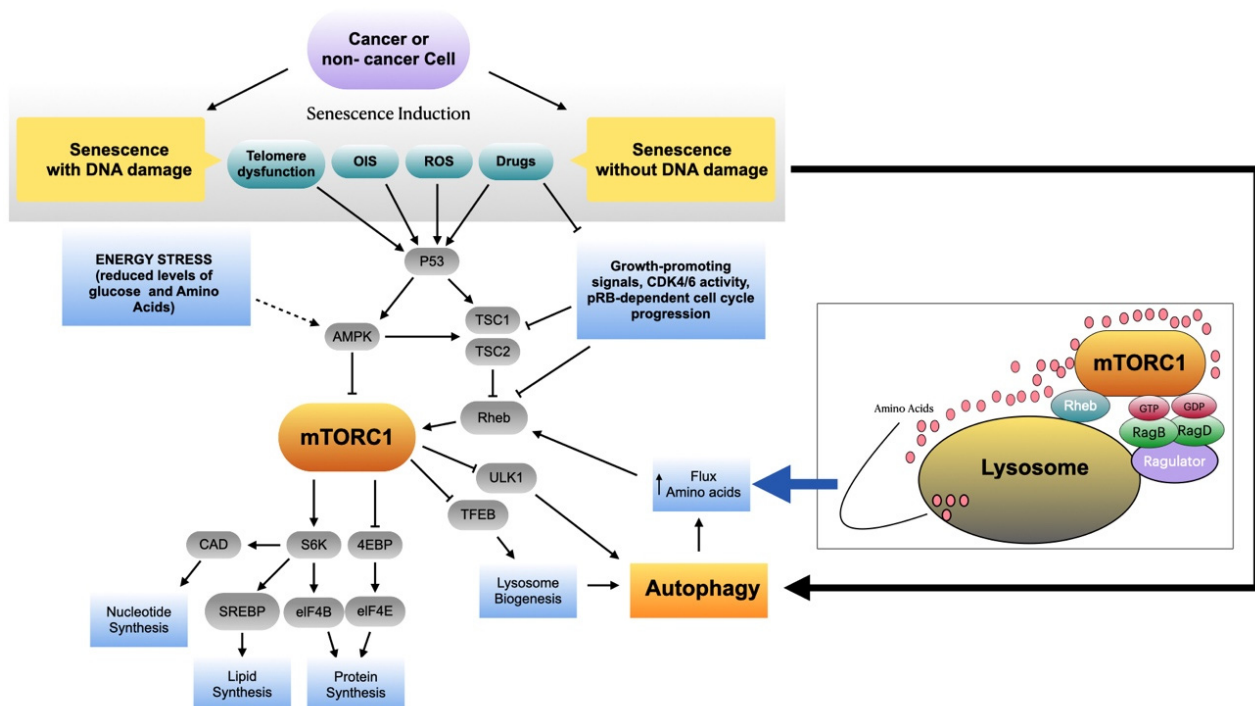 Cancer or
non- cancer Cell
Senescence Induction
Senescence
with DNA damage
Telomere
dysfunction
OIS
ROS
Drugs
Senescence
without DNA damage
ENERGY STRESS
(reduced levels of
glucose and Amino
Acids)
P53
Growth-promoting
signals, CDK4/6 activity,
pRB-dependent cell cycle
progression
AMPK
TSC1
TSC2
mTORC1
Rheb
ULK1
TFEB
Flux
Amino acids
CAD
S6K
4EBP
Nucleotide
Synthesis
SREBP
eIF4B
eIF4E
Lysosome
Biogenesis
Autophagy
Lipid
Synthesis
Protein
Synthesis
mTORC1
Amino Acids
Rheb
GTP
GDP
RagB
RagD
Lysosome
Ragulator